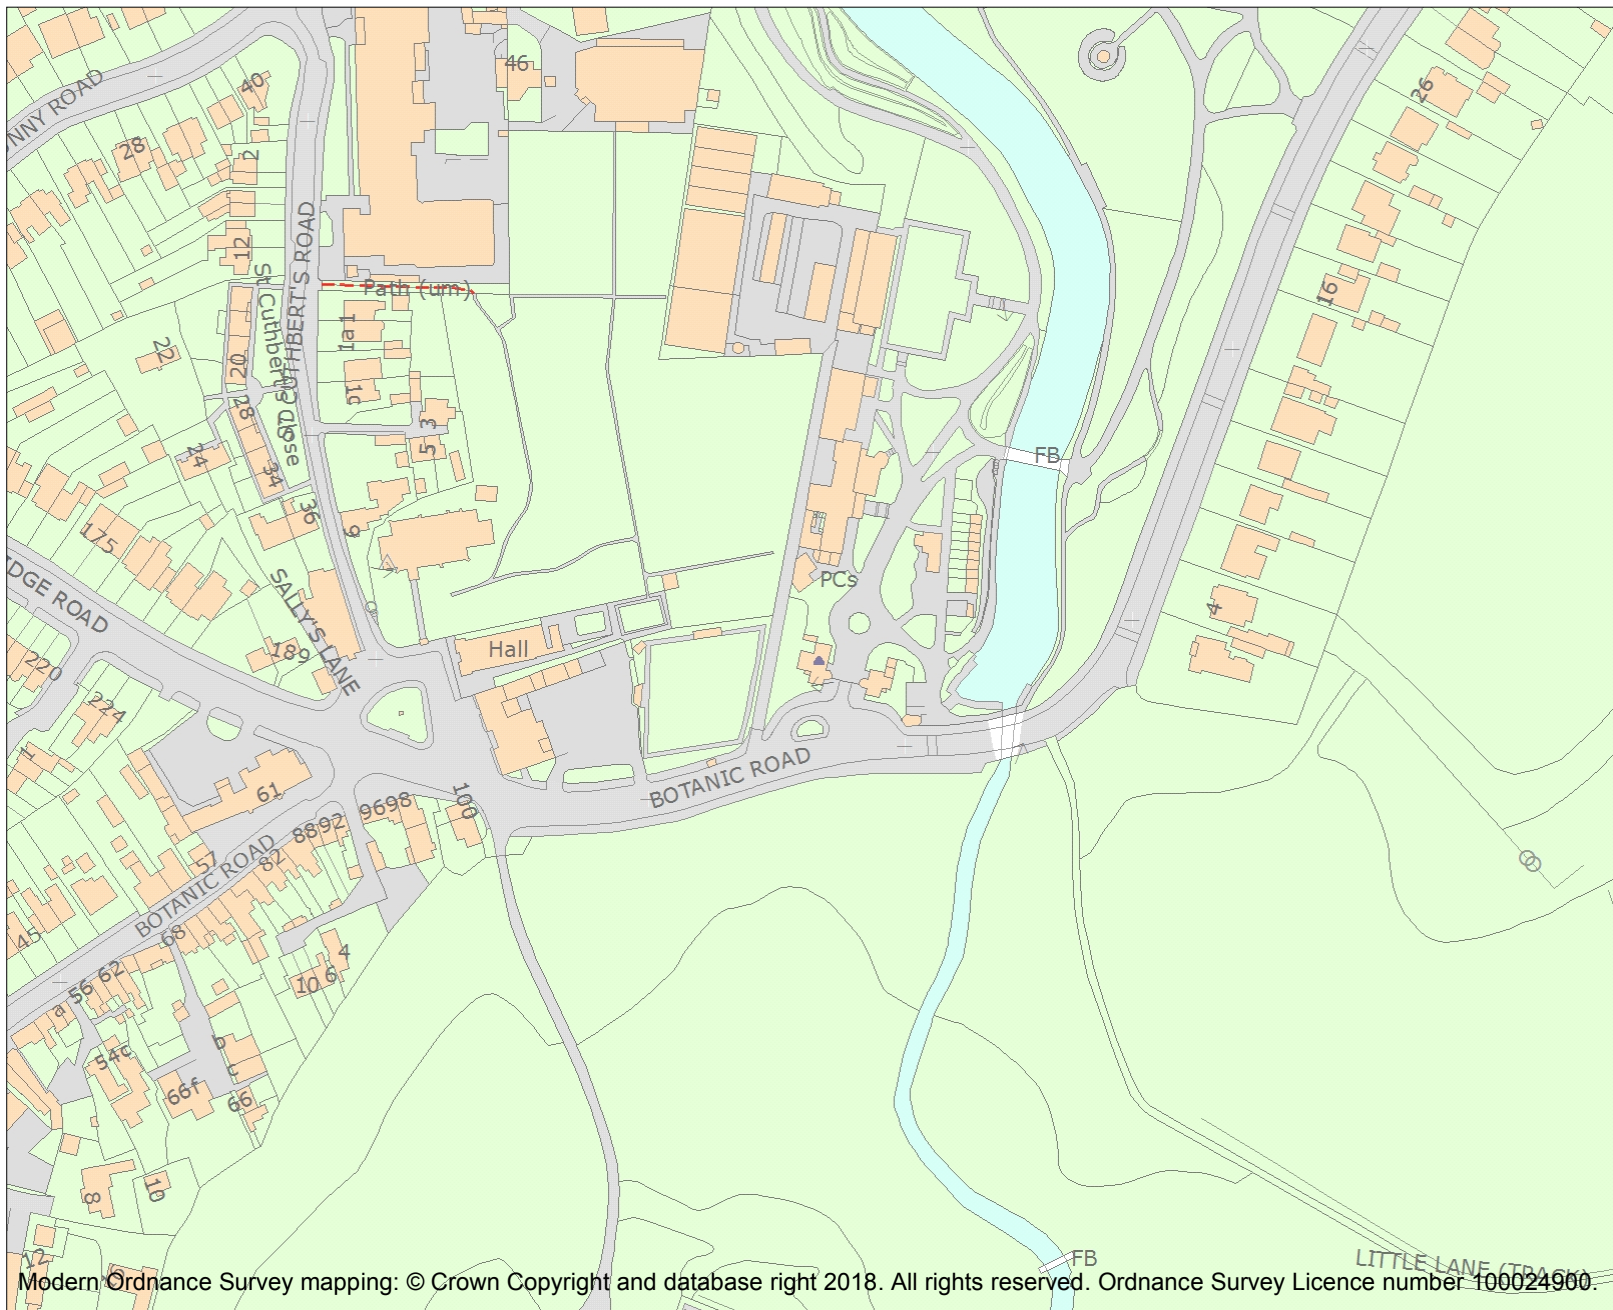 46
40
NNY ROAD
28
2
26
12
ST CUTHBERT'S ROAD
St Cuthbert's Close
Path (um)
16
1a1
22
20
1c
28
3
5
24
FB
34
36
175
9
IDGE ROAD
SALLY'S LANE
PCs
4
Hall
189
220
224
1
BOTANIC ROAD
61
100
9698
8892
82
57
BOTANIC ROAD
68
45
4
6
10
62
56
a
b
54c
c
66f
66
8
10
12
FB
LITTLE LANE (TRACK)
Modern Ordnance Survey mapping: © Crown Copyright and database right 2018. All rights reserved. Ordnance Survey Licence number 100024960.